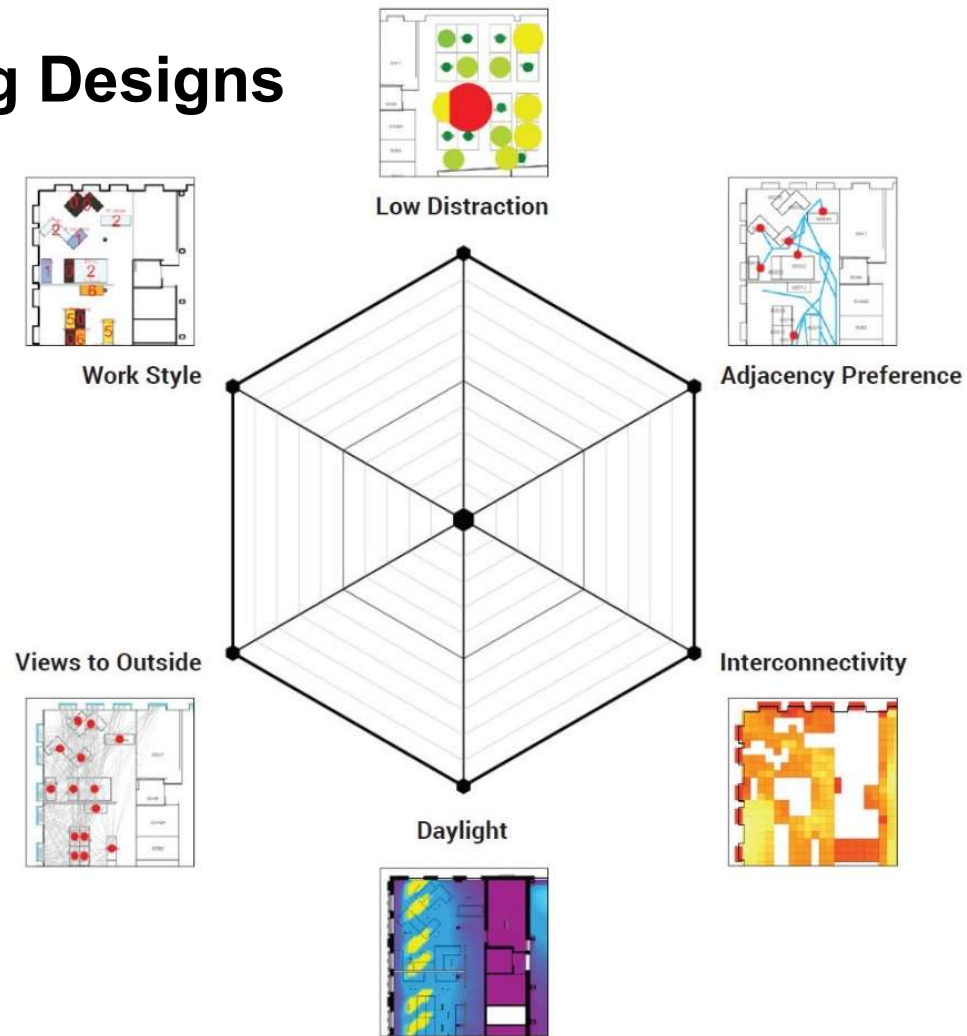 g Designs
Low Distraction
Work Style
Adjacency Preference
Views to Outside
Interconnectivity
Daylight